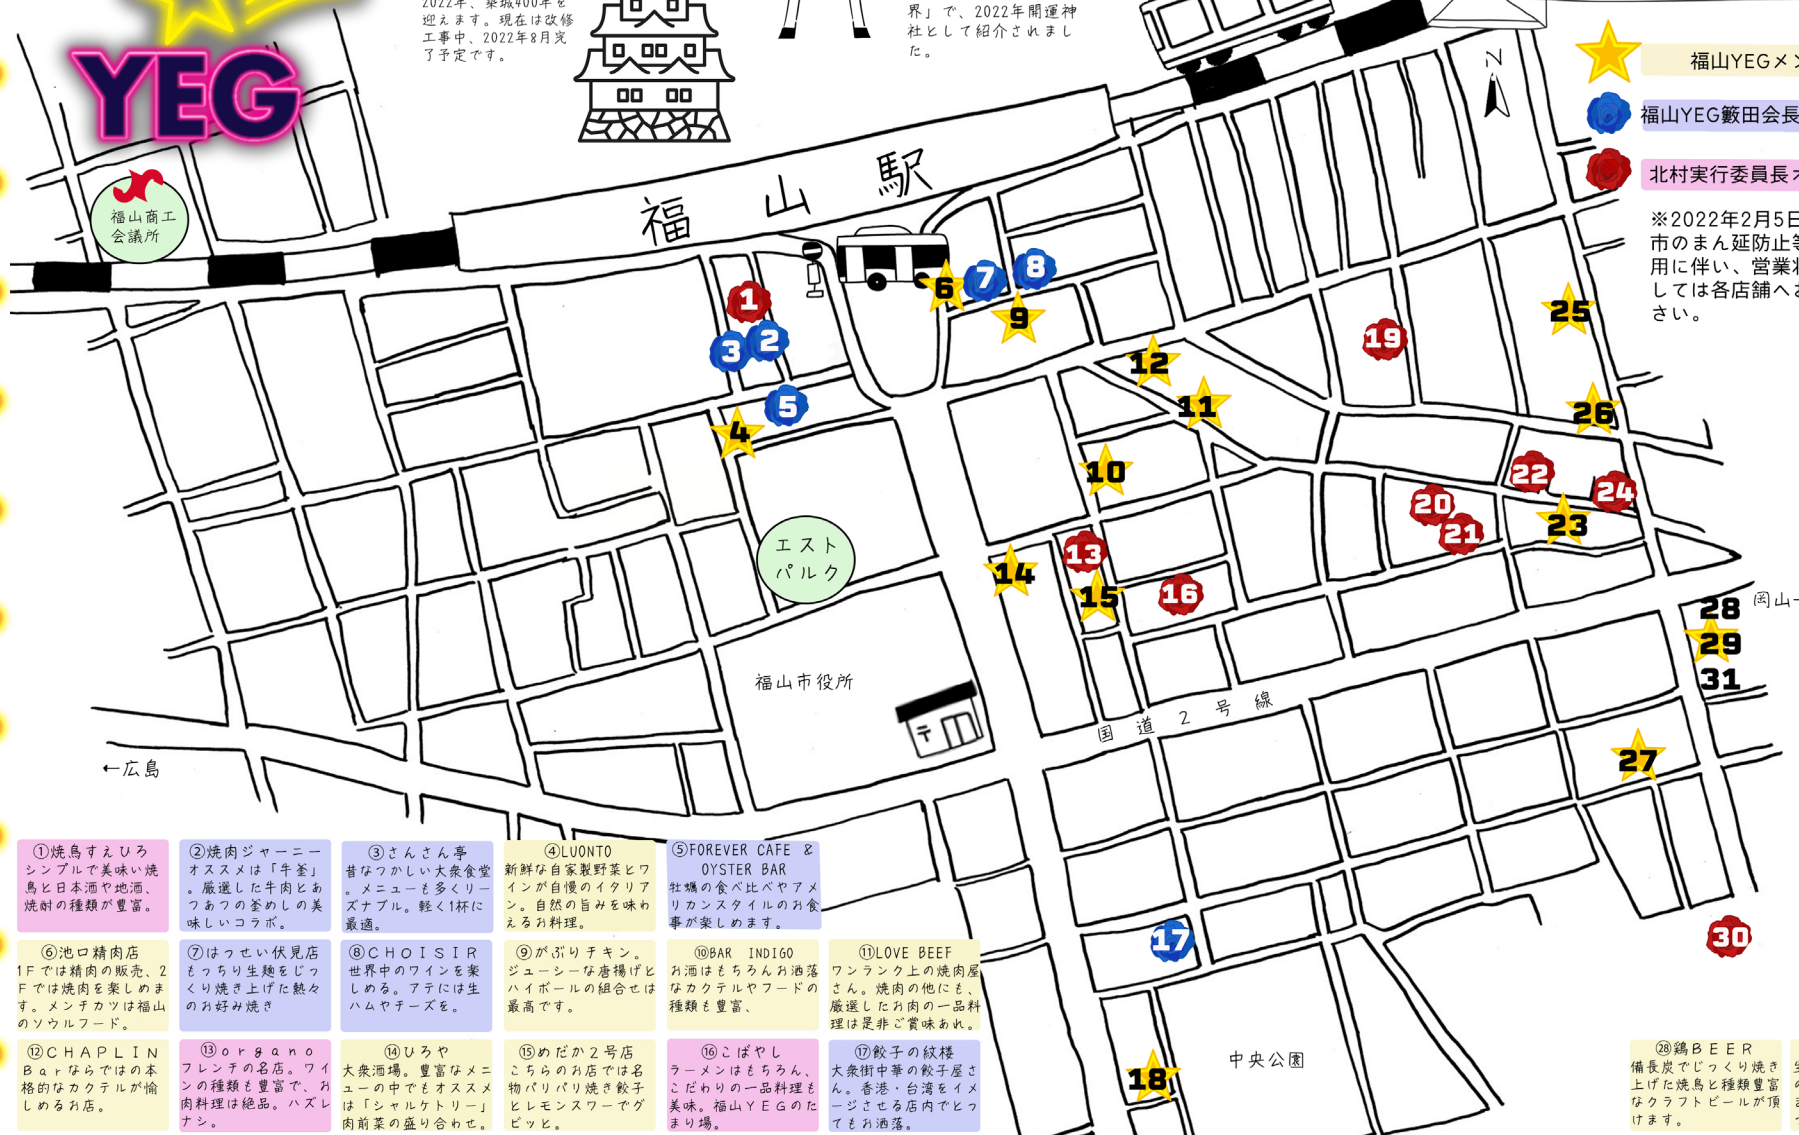 YEG
2022年、築城400年を
迎えます。現在は改修
工事中、2022年8月完
了予定です。
界」で、2022年開運神
社として紹介されまし
た。
N
福山YEGメン
福山YEG籔田会長
北村実行委員長オ
※2022年2月5日
市のまん延防止等
用に伴い、営業状
しては各店舗へお
さい。
福山商工
会議所
福山駅
1
2
3
4
5
6
7
8
9
10
11
12
13
14
15
16
17
18
19
20
21
22
23
24
25
26
27
28
29
31
30
エスト
パルク
福山市役所
〒
国道2号線
岡山
←広島
中央公園
①焼鳥すえひろ
シンプルで美味い焼
鳥と日本酒や地酒、
焼酎の種類が豊富。
②焼肉ジャーニー
オススメは「牛釜」
。厳選した牛肉とあ
つあつの釜めしの美
味しいコラボ。
③さんさん亭
昔なつかしい大衆食堂
。メニューも多くリー
ズナブル。軽く1杯に
最適。
④LUONTO
新鮮な自家製野菜とワ
インが自慢のイタリア
ン。自然の旨みを味わ
えるお料理。
⑤FOREVER CAFE &
OYSTER BAR
牡蠣の食べ比べやアメ
リカンスタイルのお食
事が楽しめます。
⑥池口精肉店
1Fでは精肉の販売、2
Fでは焼肉を楽しめま
す。メンチカツは福山
のソウルフード。
⑦はっせい伏見店
もっちり生麺をじっ
くり焼き上げた熱々
のお好み焼き
⑧CHOISIR
世界中のワインを楽
しめる。アテには生
ハムやチーズを。
⑨がぶりチキン。
ジューシーな唐揚げと
ハイボールの組合せは
最高です。
⑩BAR INDIGO
お酒はもちろんお洒落
なカクテルやフードの
種類も豊富、
⑪LOVE BEEF
ワンランク上の焼肉屋
さん。焼肉の他にも、
厳選したお肉の一品料
理は是非ご賞味あれ。
⑫CHAPLIN
Barならではの本
格的なカクテルが愉
しめるお店。
⑬organo
フレンチの名店。ワイ
ンの種類も豊富で、お
肉料理は絶品。ハズレ
ナシ。
⑭ひろや
大衆酒場。豊富なメニ
ューの中でもオススメ
は「シャルケトリー」
肉前菜の盛り合わせ。
⑮めだか2号店
こちらのお店では名
物パリパリ焼き餃子
とレモンスワーでグ
ビッと。
⑯こばやし
ラーメンはもちろん、
こだわりの一品料理も
美味。福山YEGのた
まり場。
⑰餃子の紋楼
大衆街中華の餃子屋さ
ん。香港・台湾をイメ
ージさせる店内でとっ
てもお洒落。
㉘鶏BEER
備長炭でじっくり焼き
上げた焼鳥と種類豊富
なクラフトビールが頂
けます。